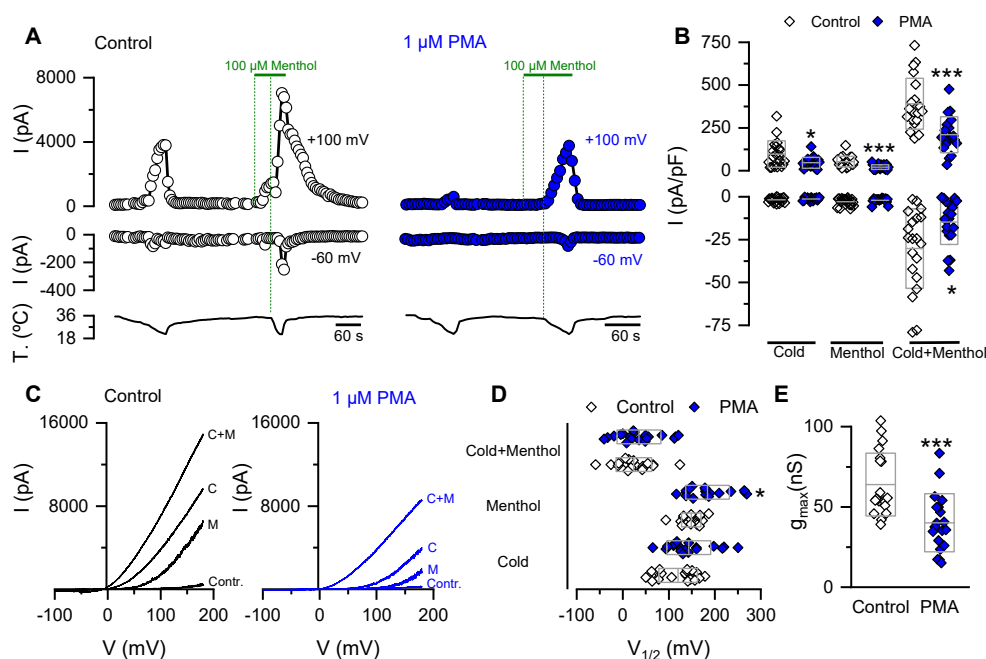 A
Control
1 µM PMA
8000
4000
0
I (pA)
100 µM Menthol
+100 mV
100 µM Menthol
+100 mV
0
-200
-400
I (pA)
-60 mV
-60 mV
36
18
T. (ºC)
60 s
60 s
B
Control
PMA
750
500
250
0
0
-25
-50
-75
I (pA/pF)
*
***
***
*
Cold
Menthol
Cold+Menthol
C
Control
1 µM PMA
16000
8000
0
I (pA)
C+M
C
M
Contr.
-100
0
100
200
V (mV)
16000
8000
0
I (pA)
C+M
C
M
Contr.
-100
0
100
200
V (mV)
D
Control
PMA
Cold+Menthol
Menthol
Cold
*
-100
0
100
200
300
V1/2 (mV)
E
100
50
0
gmax(nS)
***
Control
PMA